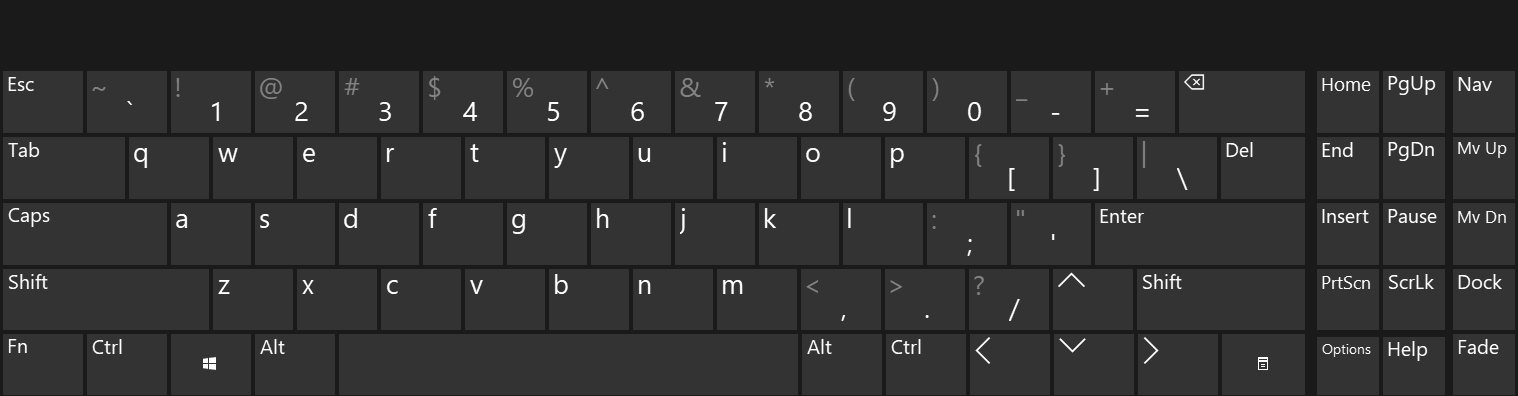 Esc ~ ` ! 1 @ 2 # 3 $ 4 % 5 ^ 6 & 7 * 8 ( 9 ) 0 _ - + = Home PgUp Nav
Tab q w e r t y u i o p { [ } ] | \ Del End PgDn Mv Up
Caps a s d f g h j k l : ; " ' Enter Insert Pause Mv Dn
Shift z x c v b n m < , > . ? / Shift PrtScn ScrLk Dock
Fn Ctrl Alt Alt Ctrl Options Help Fade